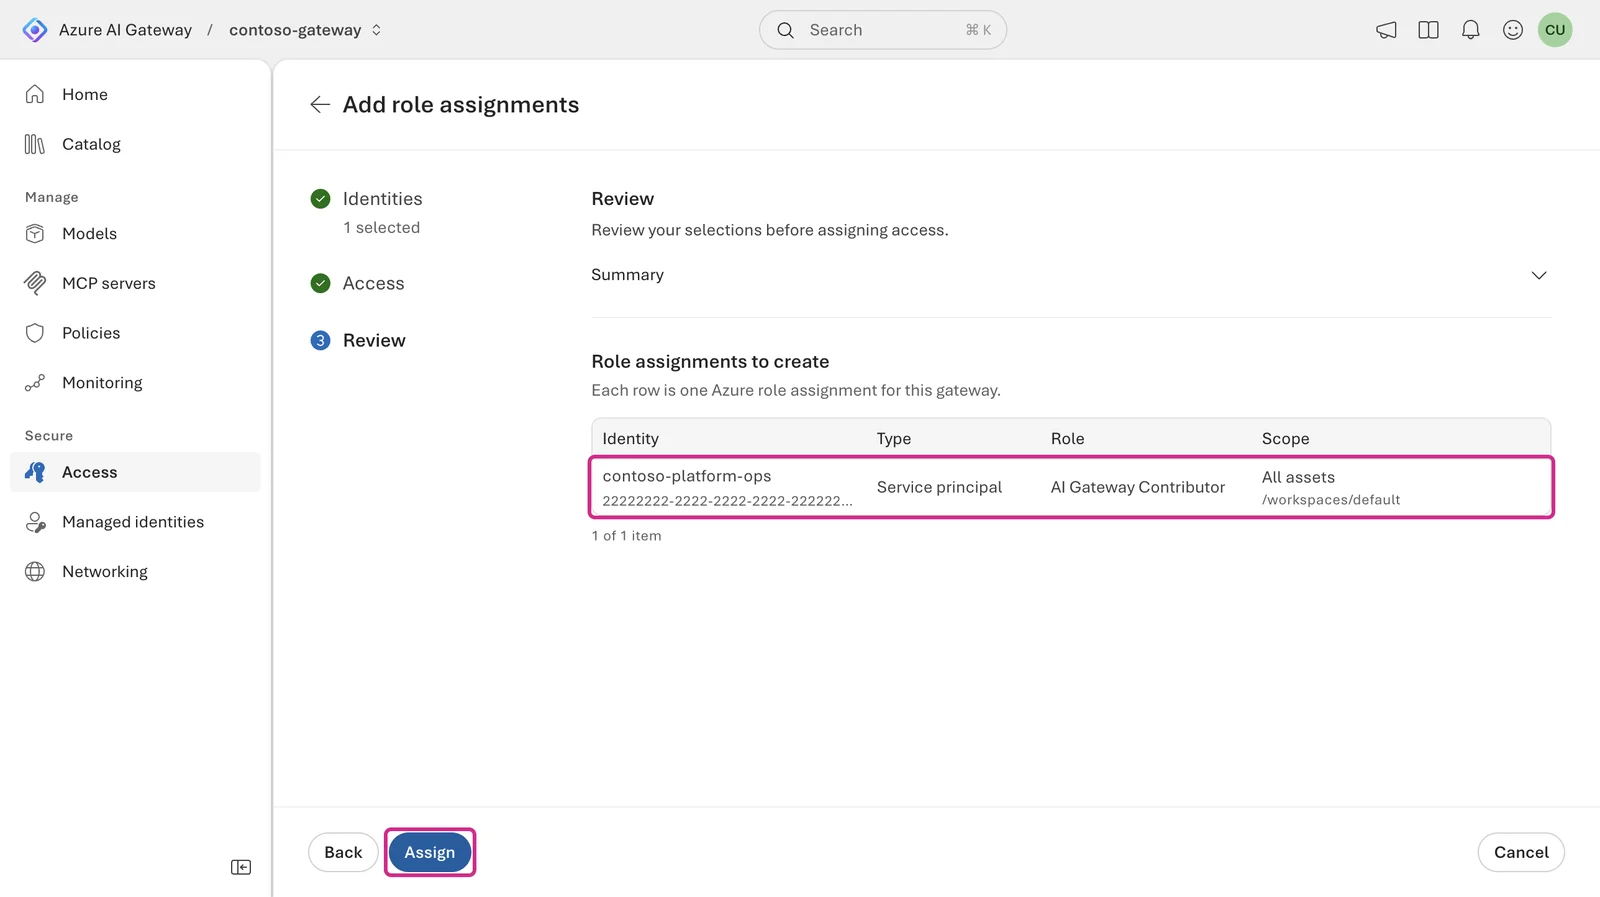 Azure AI Gateway / contoso-gateway
Search ⌘ K
CU
Home
Catalog
Manage
Models
MCP servers
Policies
Monitoring
Secure
Access
Managed identities
Networking
Add role assignments
Identities
1 selected
Access
3 Review
Review
Review your selections before assigning access.
Summary
Role assignments to create
Each row is one Azure role assignment for this gateway.
Identity Type Role Scope
contoso-platform-ops Service principal AI Gateway Contributor All assets
22222222-2222-2222-2222-222222... /workspaces/default
1 of 1 item
Back Assign Cancel